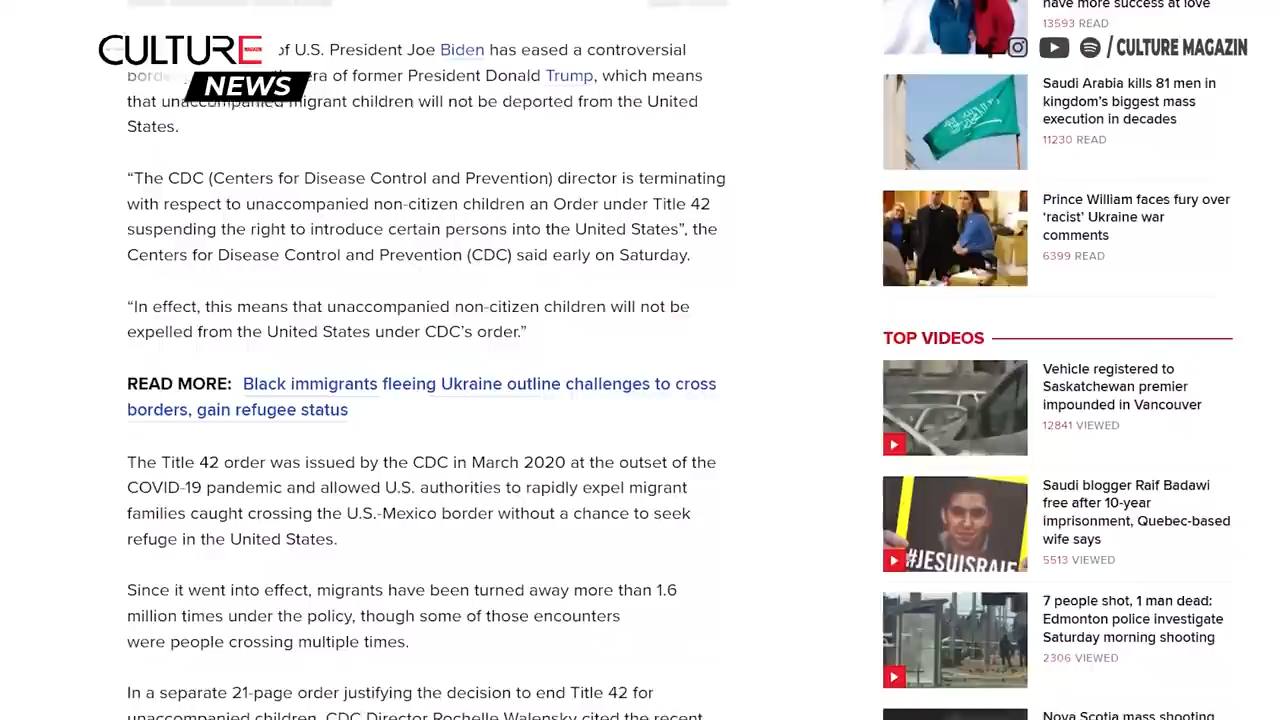 CULTURE
NEWS
of U.S. President Joe Biden has eased a controversial
era of former President Donald Trump, which means
that unaccompanied migrant children will not be deported from the United
States.
“The CDC (Centers for Disease Control and Prevention) director is terminating
with respect to unaccompanied non-citizen children an Order under Title 42
suspending the right to introduce certain persons into the United States”, the
Centers for Disease Control and Prevention (CDC) said early on Saturday.
“In effect, this means that unaccompanied non-citizen children will not be
expelled from the United States under CDC’s order.”
READ MORE: Black immigrants fleeing Ukraine outline challenges to cross
borders, gain refugee status
The Title 42 order was issued by the CDC in March 2020 at the outset of the
COVID-19 pandemic and allowed U.S. authorities to rapidly expel migrant
families caught crossing the U.S.-Mexico border without a chance to seek
refuge in the United States.
Since it went into effect, migrants have been turned away more than 1.6
million times under the policy, though some of those encounters
were people crossing multiple times.
In a separate 21-page order justifying the decision to end Title 42 for
unaccompanied children, CDC Director Rochelle Walensky cited the recent
have more success at love
13593 READ
/ CULTURE MAGAZIN
Saudi Arabia kills 81 men in
kingdom’s biggest mass
execution in decades
11230 READ
Prince William faces fury over
‘racist’ Ukraine war
comments
6399 READ
TOP VIDEOS
Vehicle registered to
Saskatchewan premier
impounded in Vancouver
12841 VIEWED
#JESUISRAIF
Saudi blogger Raif Badawi
free after 10-year
imprisonment, Quebec-based
wife says
5513 VIEWED
7 people shot, 1 man dead:
Edmonton police investigate
Saturday morning shooting
2306 VIEWED
Nova Scotia mass shooting